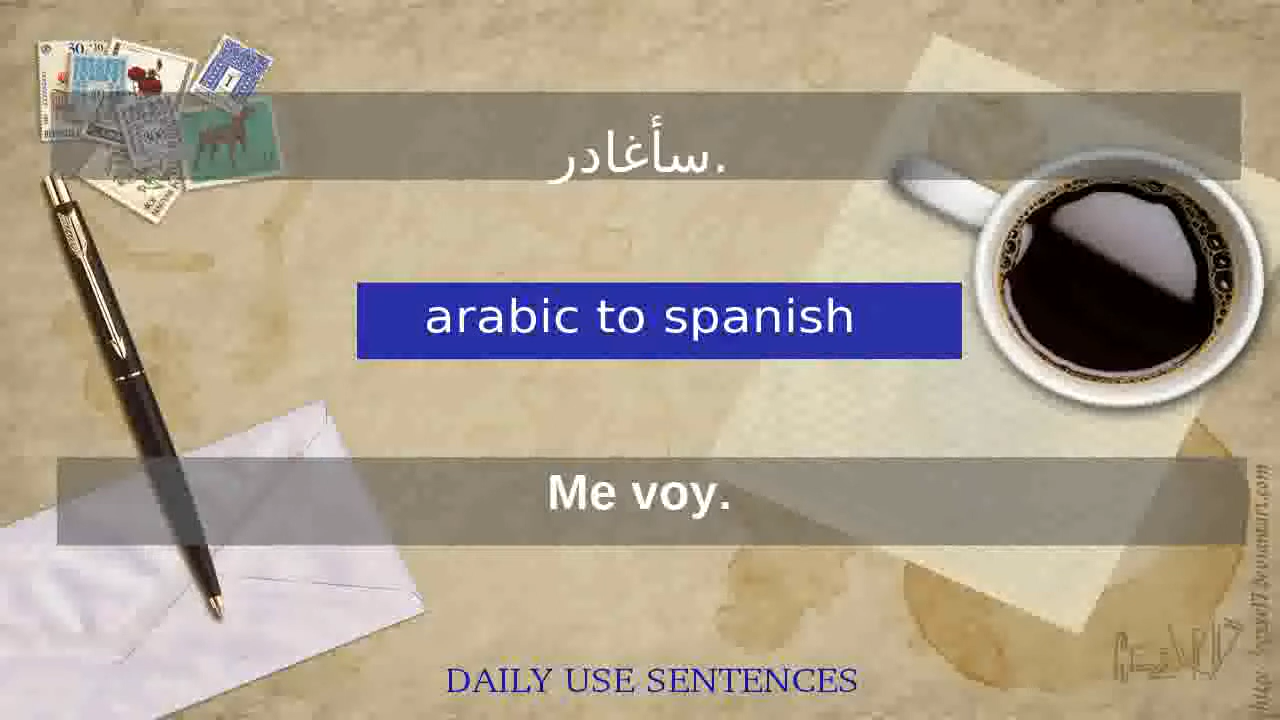 سأغادر.
arabic to spanish
Me voy.
DAILY USE SENTENCES